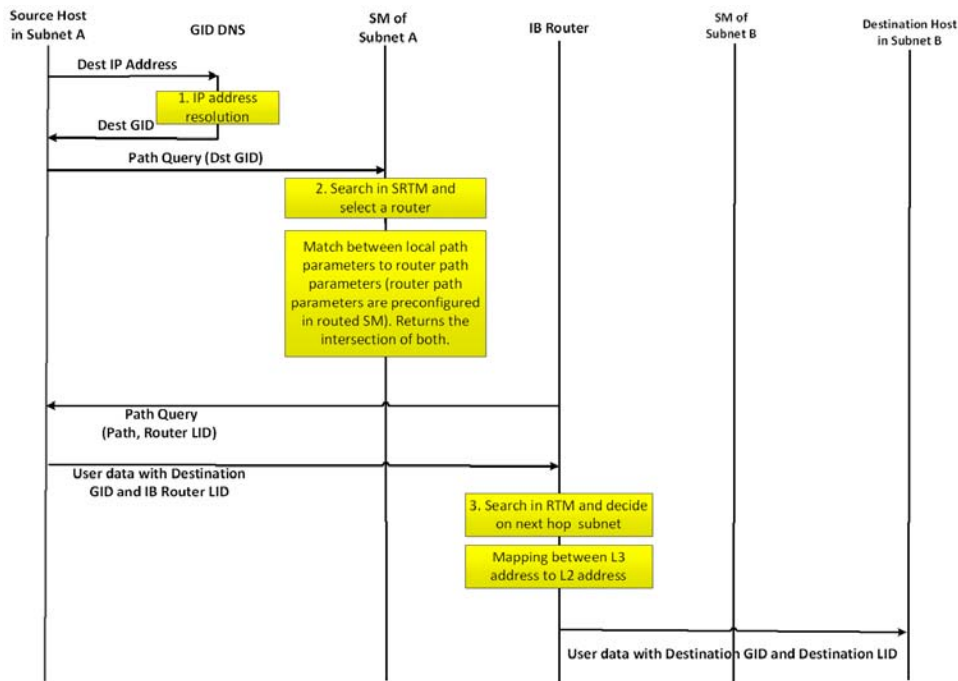 Source Host
in Subnet A
GID DNS
SM of
Subnet A
IB Router
SM of
Subnet B
Destination Host
in Subnet B
Dest IP Address
1. IP address
resolution
Dest GID
Path Query (Dst GID)
2. Search in SRTM and
select a router
Match between local path
parameters to router path
parameters (router path
parameters are preconfigured
in routed SM). Returns the
intersection of both.
Path Query
(Path, Router LID)
User data with Destination
GID and IB Router LID
3. Search in RTM and decide
on next hop subnet
Mapping between L3
address to L2 address
User data with Destination GID and Destination LID